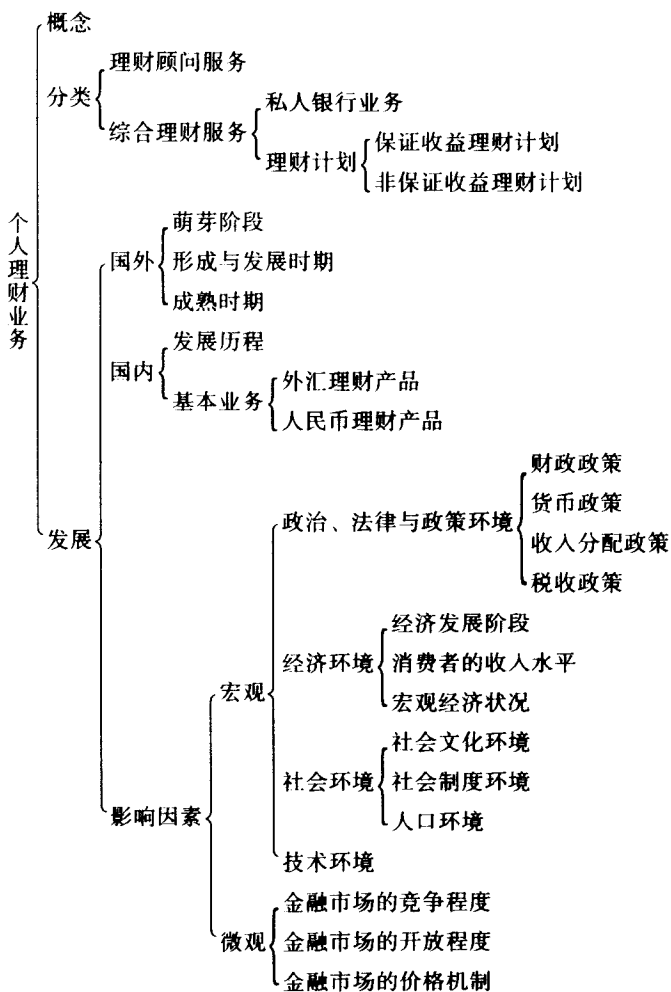 概念
理财顾问服务
分类
私人银行业务
综合理财服务
保证收益理财计划
理财计划
非保证收益理财计划
个人理财业务
萌芽阶段
国外
形成与发展时期
成熟时期
发展历程
国内
外汇理财产品
基本业务
人民币理财产品
财政政策
货币政策
政治、法律与政策环境
发展
收入分配政策
税收政策
经济发展阶段
经济环境
消费者的收入水平
宏观
宏观经济状况
社会文化环境
社会环境
社会制度环境
影响因素
人口环境
技术环境
金融市场的竞争程度
微观
金融市场的开放程度
金融市场的价格机制